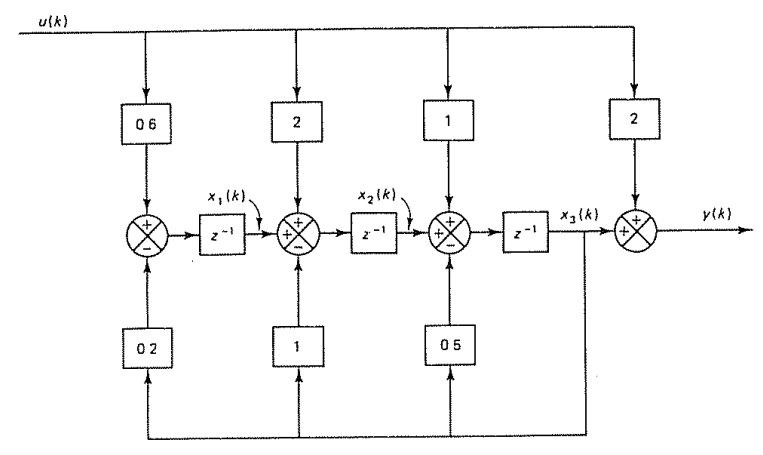 u(k)
0.6
2
1
2
x₁(k)
x₂(k)
x₃(k)
y(k)
+
−
z⁻¹
+
+
−
z⁻¹
+
+
−
z⁻¹
+
+
0.2
1
0.5